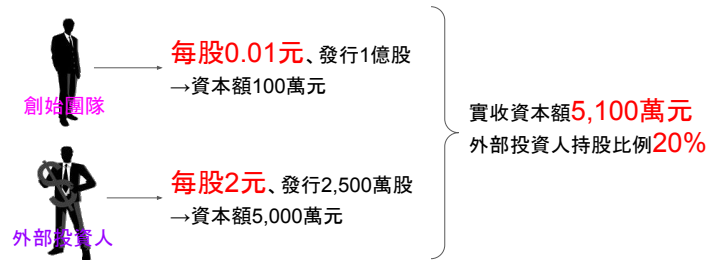 每股0.01元、發行1億股
→資本額100萬元
創始團隊
每股2元、發行2,500萬股
→資本額5,000萬元
外部投資人
實收資本額5,100萬元
外部投資人持股比例20%